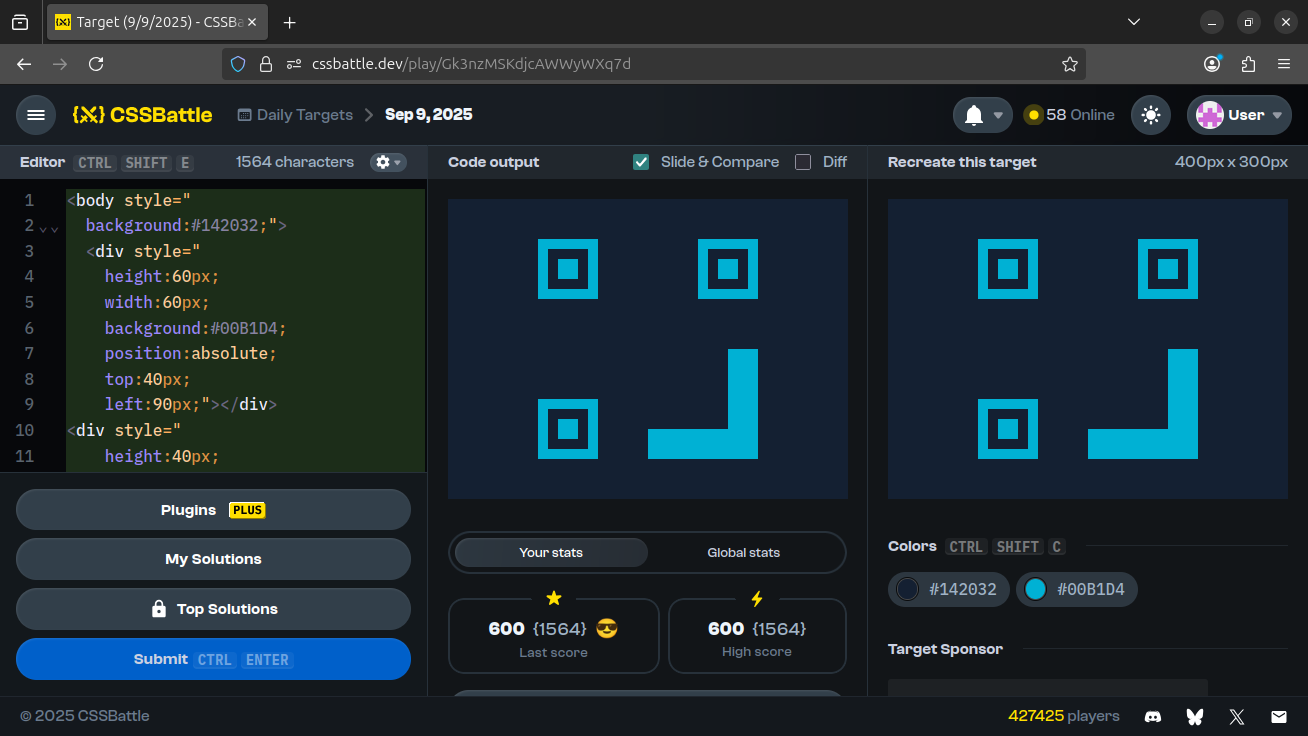 Target (9/9/2025) - CSSBa
cssbattle.dev/play/Gk3nzMSKdjcAWWyWXq7d
CSSBattle
Daily Targets
Sep 9, 2025
58 Online
User
Editor CTRL SHIFT E
1564 characters
Code output
Slide & Compare
Diff
Recreate this target
400px x 300px
1 <body style="
2 background:#142032;">
3 <div style="
4 height:60px;
5 width:60px;
6 background:#00B1D4;
7 position:absolute;
8 top:40px;
9 left:90px;"></div>
10 <div style="
11 height:40px;
Plugins PLUS
My Solutions
Top Solutions
Submit CTRL ENTER
Your stats
Global stats
600 {1564} 😎
Last score
600 {1564}
High score
Colors CTRL SHIFT C
#142032
#00B1D4
Target Sponsor
© 2025 CSSBattle
427425 players